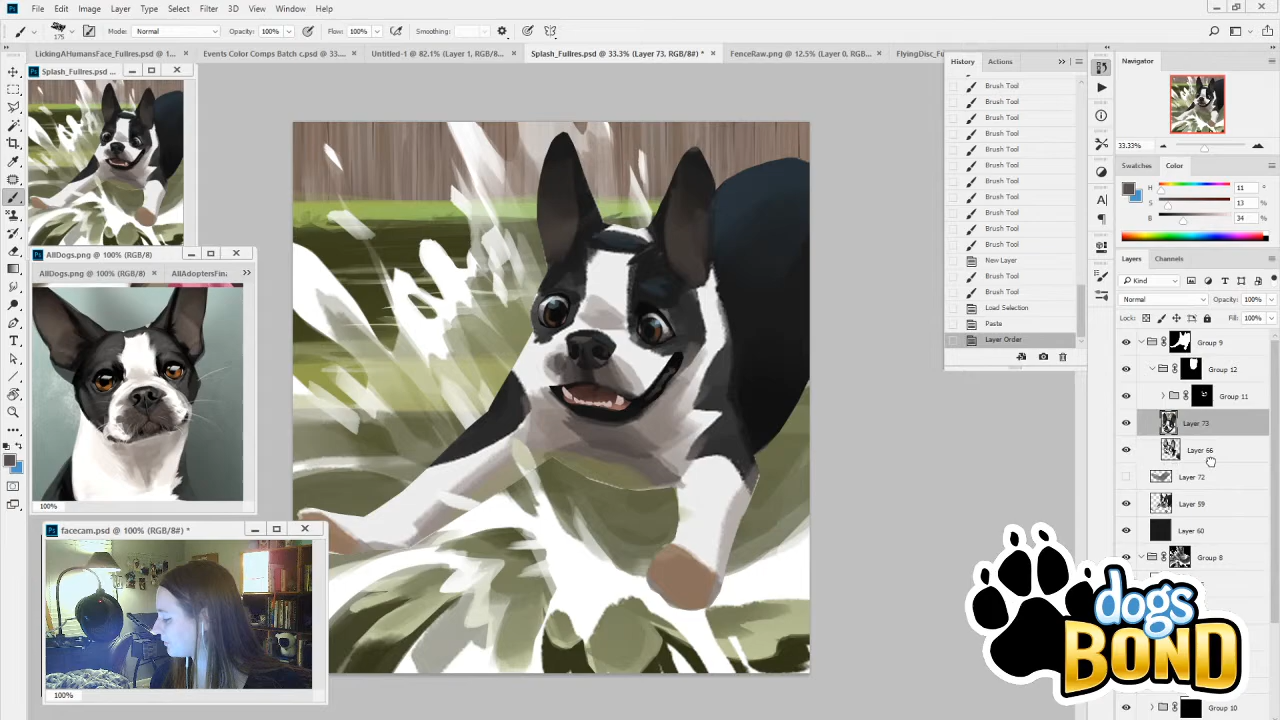 File Edit Image Layer Type Select Filter 3D View Window Help
175 Mode: Normal Opacity: 100% Flow: 100% Smoothing:
LickingAHumansFace_Fullres.psd @ 1... × Events Color Comps Batch c.psd @ 33.... × Untitled-1 @ 82.1% (Layer 1, RGB/8... × Splash_Fullres.psd @ 33.3% (Layer 73, RGB/8#) * × FenceRaw.png @ 12.5% (Layer 0, RGB... × FlyingDisc_Fu
Splash_Fullres.psd ...
AllDogs.png @ 100% (RGB/8)
AllDogs.png @ 100% (RGB/8) × AllAdoptersFin
100%
facecam.psd @ 100% (RGB/8#) *
100%
History Actions
Brush Tool
Brush Tool
Brush Tool
Brush Tool
Brush Tool
Brush Tool
Brush Tool
Brush Tool
Brush Tool
Brush Tool
Brush Tool
New Layer
Brush Tool
Brush Tool
Load Selection
Paste
Layer Order
Navigator
33.33%
Swatches Color
H 11 °
S 13 %
B 34 %
Layers Channels
Kind
Normal Opacity: 100%
Lock: Fill: 100%
Group 9
Group 12
Group 11
Layer 73
Layer 66
Layer 72
Layer 59
Layer 60
Group 8
Group 10
dogs
BOND